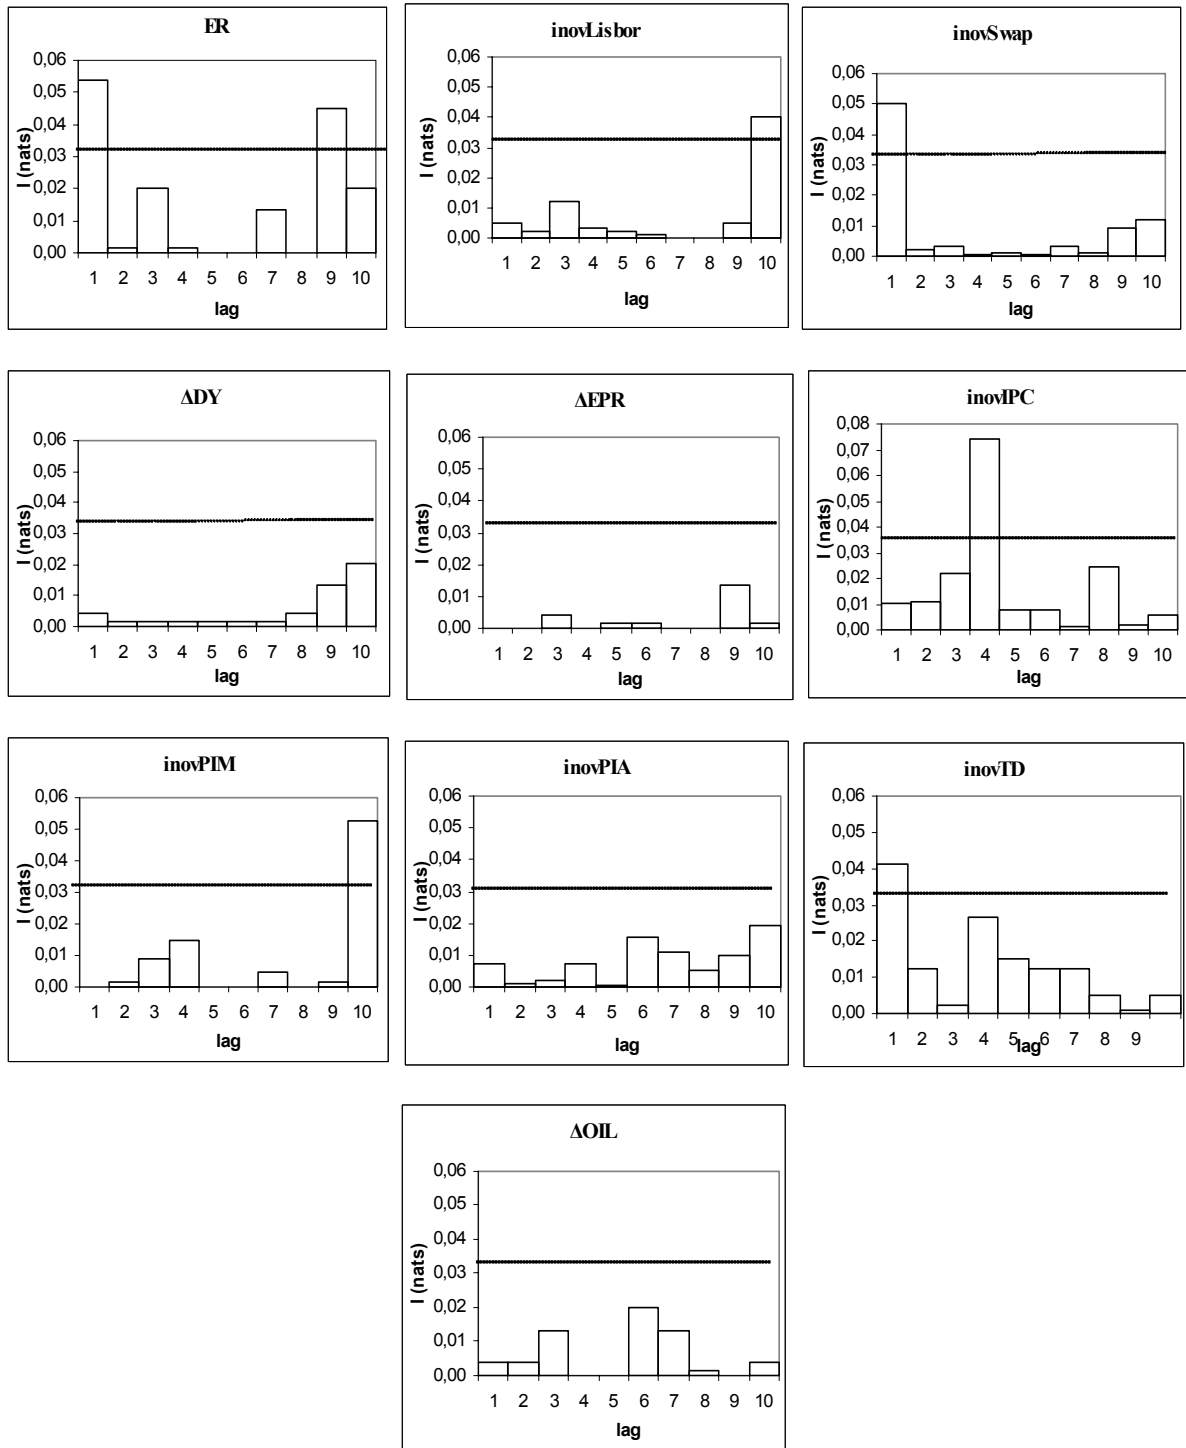 ER
0,06
0,05
0,04
0,03
0,02
0,01
0,00
I (nats)
1 2 3 4 5 6 7 8 9 10
lag
inovLisbor
0,06
0,05
0,04
0,03
0,02
0,01
0,00
I (nats)
1 2 3 4 5 6 7 8 9 10
lag
inovSwap
0,06
0,05
0,04
0,03
0,02
0,01
0,00
I (nats)
1 2 3 4 5 6 7 8 9 10
lag
ΔDY
0,06
0,05
0,04
0,03
0,02
0,01
0,00
I (nats)
1 2 3 4 5 6 7 8 9 10
lag
ΔEPR
0,06
0,05
0,04
0,03
0,02
0,01
0,00
I (nats)
1 2 3 4 5 6 7 8 9 10
lag
inovIPC
0,08
0,07
0,06
0,05
0,04
0,03
0,02
0,01
0,00
I (nats)
1 2 3 4 5 6 7 8 9 10
lag
inovPIM
0,06
0,05
0,04
0,03
0,02
0,01
0,00
I (nats)
1 2 3 4 5 6 7 8 9 10
lag
inovPIA
0,06
0,05
0,04
0,03
0,02
0,01
0,00
I (nats)
1 2 3 4 5 6 7 8 9 10
lag
inovTD
0,06
0,05
0,04
0,03
0,02
0,01
0,00
I (nats)
1 2 3 4 5 6 7 8 9
lag
ΔOIL
0,06
0,05
0,04
0,03
0,02
0,01
0,00
I (nats)
1 2 3 4 5 6 7 8 9 10
lag